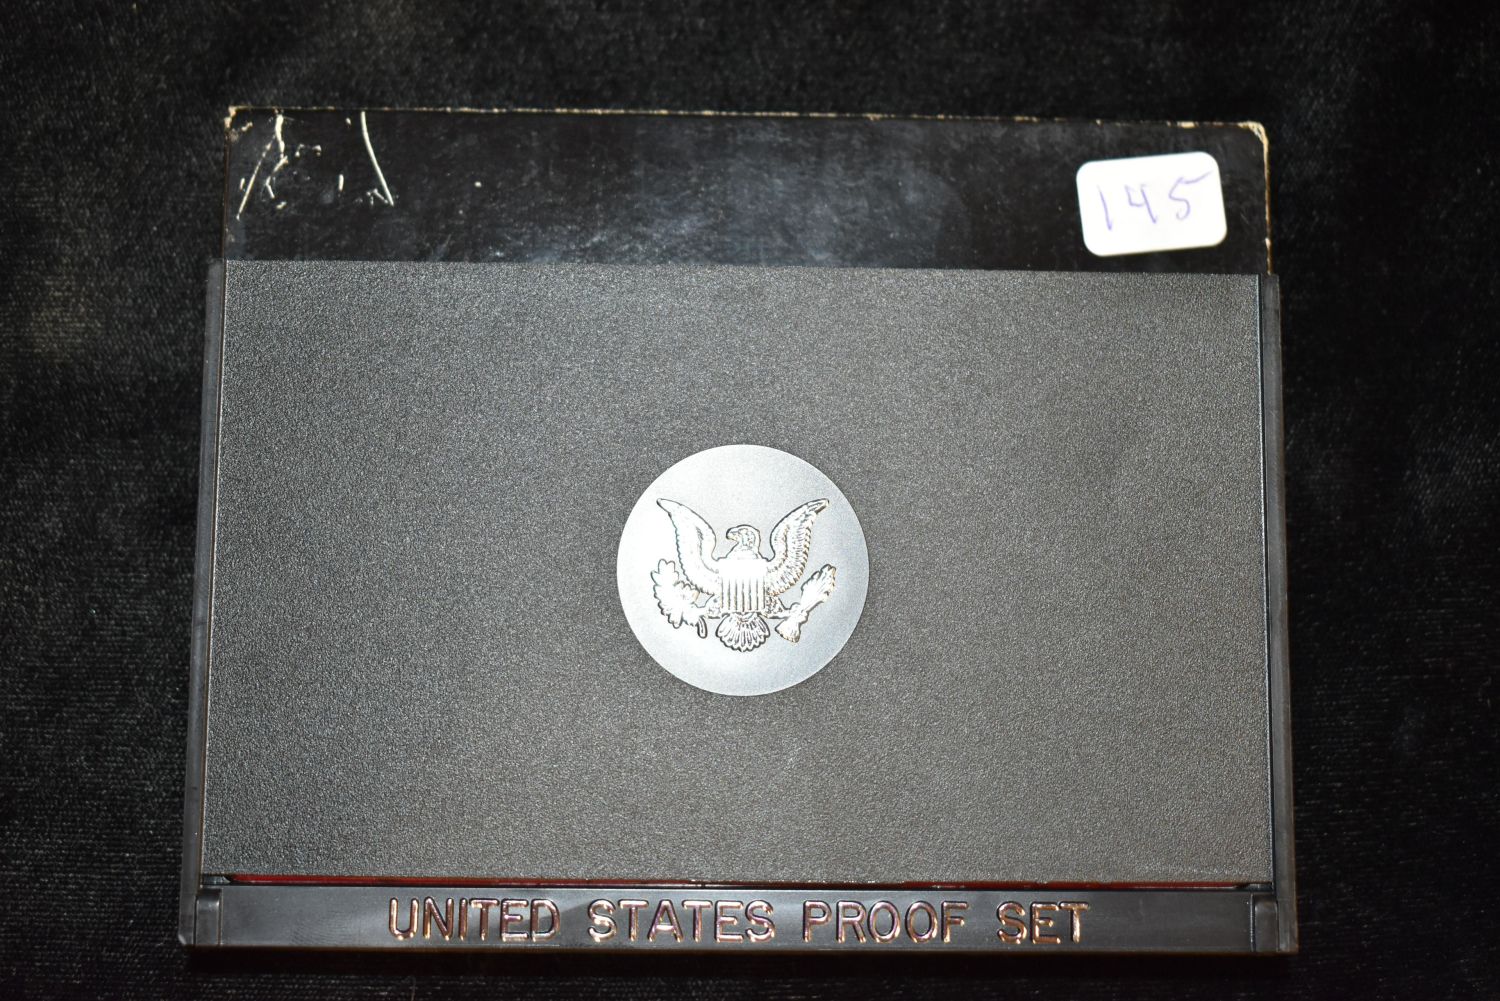 145
UNITED STATES PROOF SET